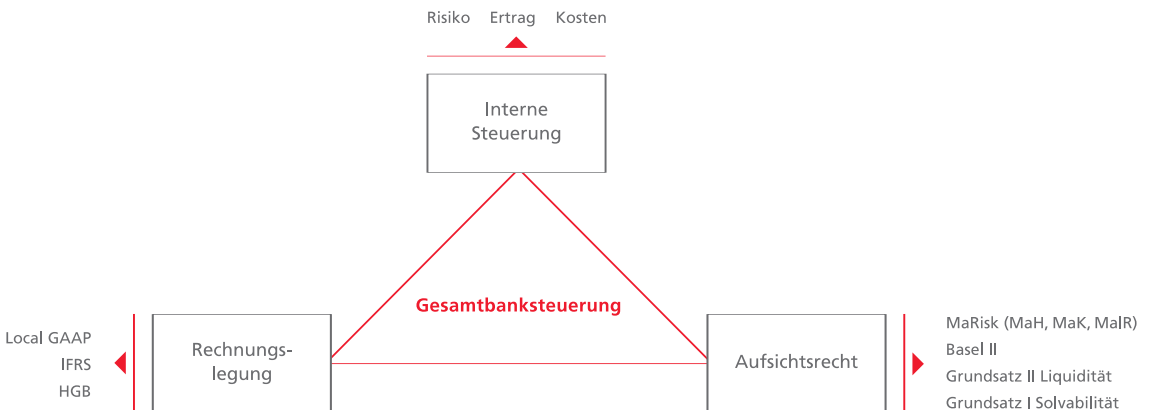 Risiko Ertrag Kosten
Interne
Steuerung
Gesamtbanksteuerung
Local GAAP
IFRS
HGB
Rechnungs-
legung
Aufsichtsrecht
MaRisk (MaH, MaK, MaIR)
Basel II
Grundsatz II Liquidität
Grundsatz I Solvabilität